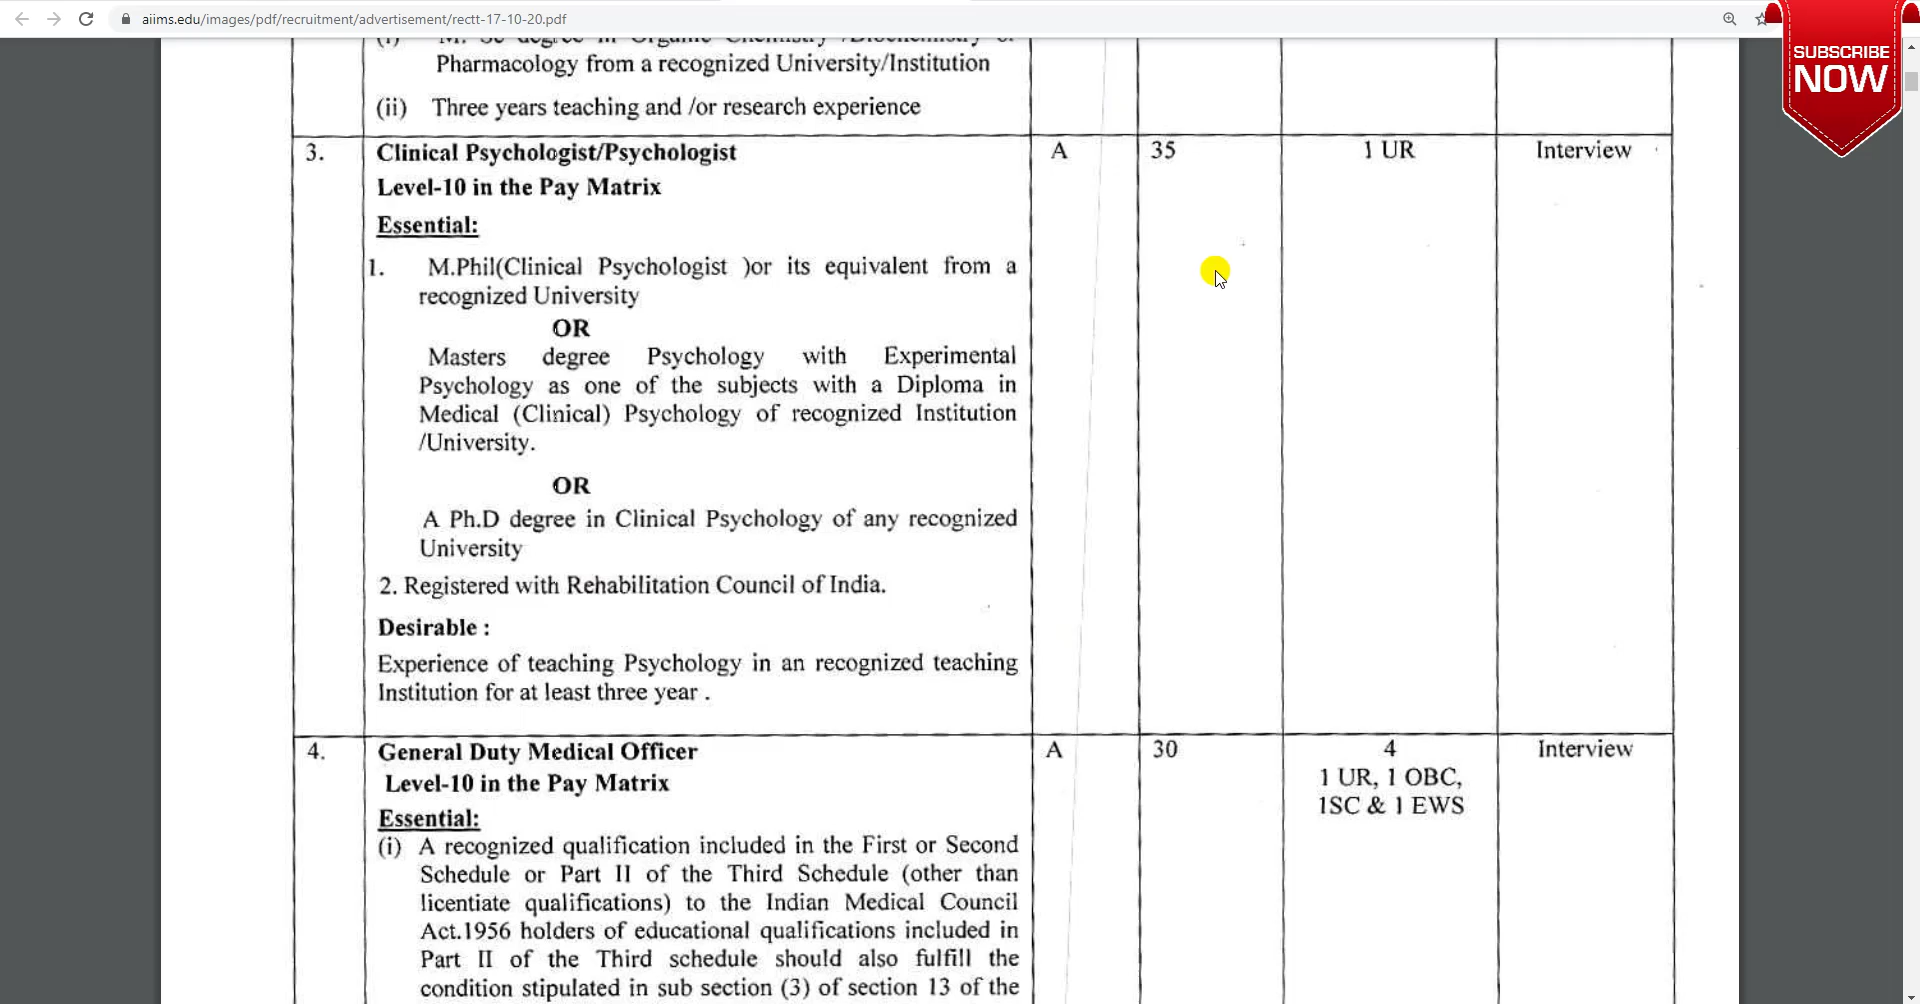 aiims.edu/images/pdf/recruitment/advertisement/rectt-17-10-20.pdf
SUBSCRIBE
NOW
(i) M. Sc degree in Organic Chemistry /Biochemistry or
Pharmacology from a recognized University/Institution
(ii) Three years teaching and /or research experience
3. Clinical Psychologist/Psychologist A 35 1 UR Interview
Level-10 in the Pay Matrix
Essential:
1. M.Phil(Clinical Psychologist )or its equivalent from a
recognized University
OR
Masters degree Psychology with Experimental
Psychology as one of the subjects with a Diploma in
Medical (Clinical) Psychology of recognized Institution
/University.
OR
A Ph.D degree in Clinical Psychology of any recognized
University
2. Registered with Rehabilitation Council of India.
Desirable :
Experience of teaching Psychology in an recognized teaching
Institution for at least three year .
4. General Duty Medical Officer A 30 4 Interview
Level-10 in the Pay Matrix 1 UR, 1 OBC,
1SC & 1 EWS
Essential:
(i) A recognized qualification included in the First or Second
Schedule or Part II of the Third Schedule (other than
licentiate qualifications) to the Indian Medical Council
Act.1956 holders of educational qualifications included in
Part II of the Third schedule should also fulfill the
condition stipulated in sub section (3) of section 13 of the